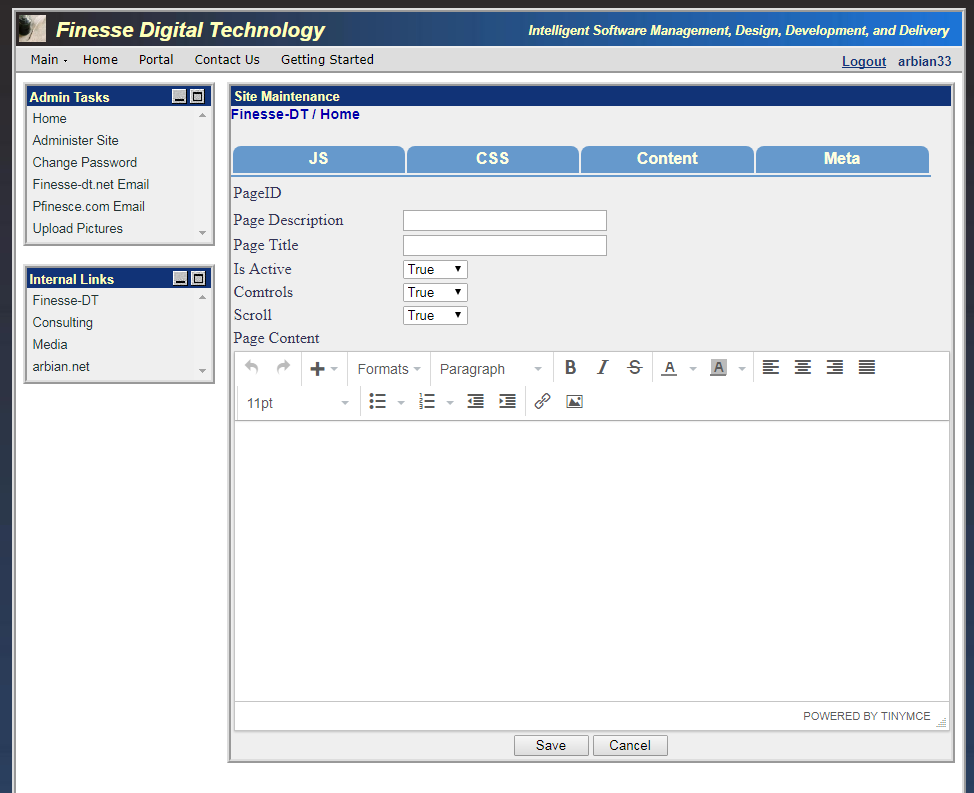 Finesse Digital Technology
Intelligent Software Management, Design, Development, and Delivery
Main Home Portal Contact Us Getting Started
Logout arbian33
Admin Tasks
Home
Administer Site
Change Password
Finesse-dt.net Email
Pfinesce.com Email
Upload Pictures
Internal Links
Finesse-DT
Consulting
Media
arbian.net
Site Maintenance
Finesse-DT / Home
JS CSS Content Meta
PageID
Page Description
Page Title
Is Active True
Comtrols True
Scroll True
Page Content
Formats Paragraph B I S A A
11pt
POWERED BY TINYMCE
Save Cancel